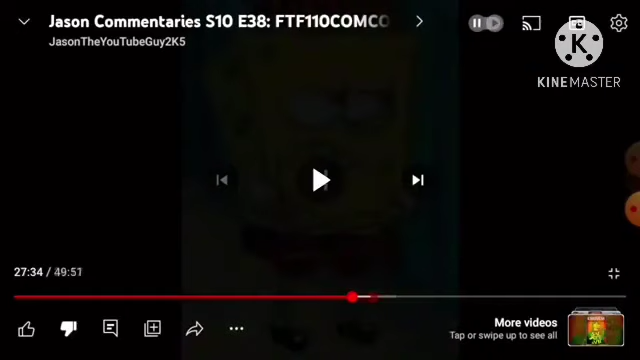 Jason Commentaries S10 E38: FTF110COMCO
JasonTheYouTubeGuy2K5
K
KINEMASTER
27:34 / 49:51
More videos
Tap or swipe up to see all